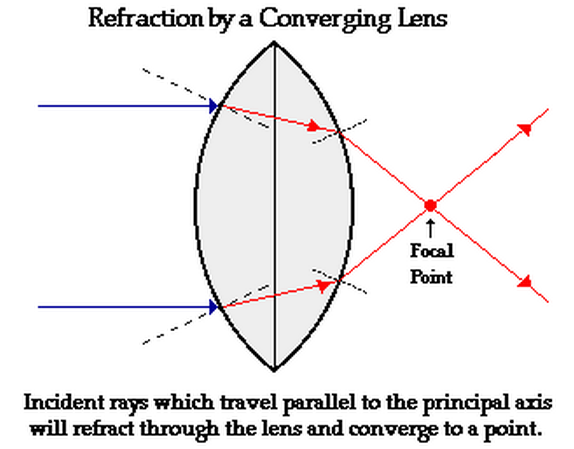 Refraction by a Converging Lens
↑
Focal
Point
Incident rays which travel parallel to the principal axis
will refract through the lens and converge to a point.